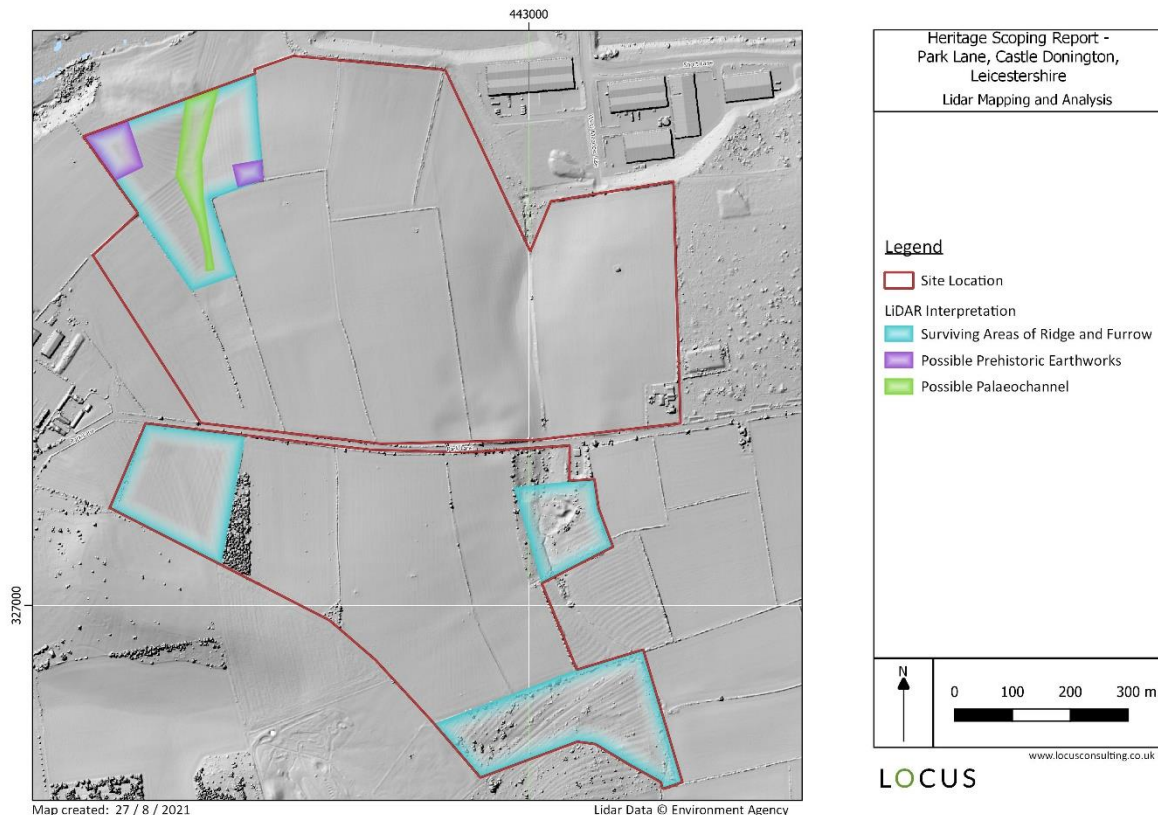 443000
327000
Map created: 27 / 8 / 2021
Lidar Data © Environment Agency
Heritage Scoping Report -
Park Lane, Castle Donington,
Leicestershire
Lidar Mapping and Analysis
Legend
Site Location
LiDAR Interpretation
Surviving Areas of Ridge and Furrow
Possible Prehistoric Earthworks
Possible Palaeochannel
N
0 100 200 300 m
www.locusconsulting.co.uk
LOCUS